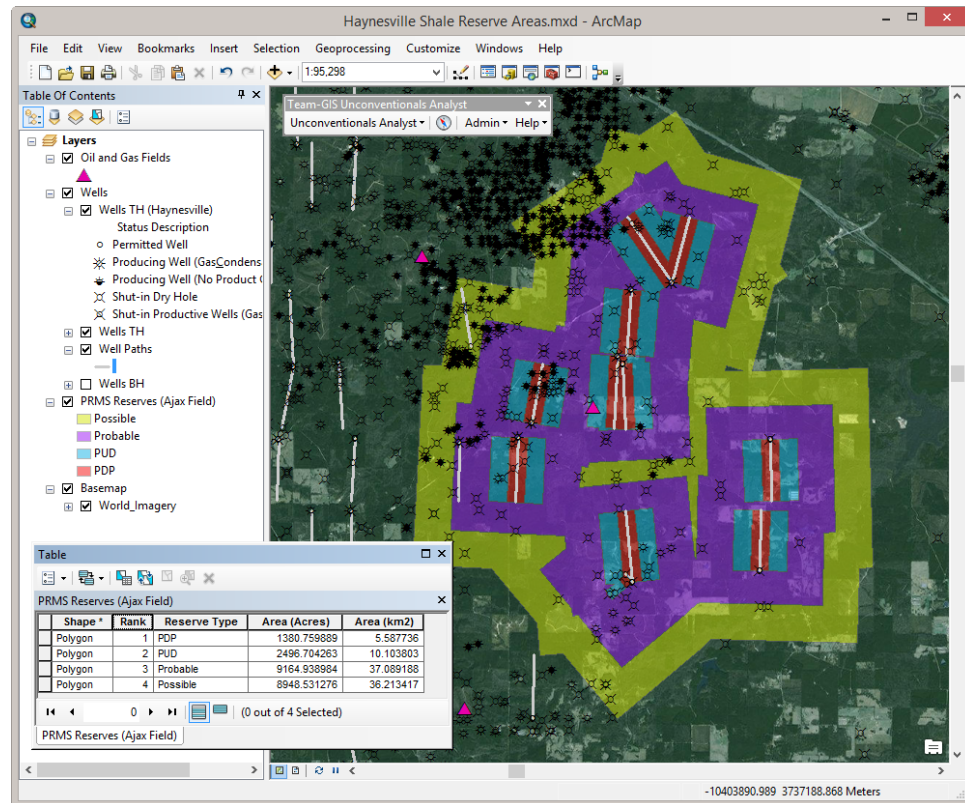 Haynesville Shale Reserve Areas.mxd - ArcMap
File Edit View Bookmarks Insert Selection Geoprocessing Customize Windows Help
1:95,298
Table Of Contents
Team-GIS Unconventionals Analyst
Unconventionals Analyst Admin Help
Layers
Oil and Gas Fields
Wells
Wells TH (Haynesville)
Status Description
Permitted Well
Producing Well (GasCondens
Producing Well (No Product
Shut-in Dry Hole
Shut-in Productive Wells (Gas
Wells TH
Well Paths
Wells BH
PRMS Reserves (Ajax Field)
Possible
Probable
PUD
PDP
Basemap
World_Imagery
Table
PRMS Reserves (Ajax Field)
Shape * Rank Reserve Type Area (Acres) Area (km2)
Polygon 1 PDP 1380.759889 5.587736
Polygon 2 PUD 2496.704263 10.103803
Polygon 3 Probable 9164.938984 37.089188
Polygon 4 Possible 8948.531276 36.213417
0 (0 out of 4 Selected)
PRMS Reserves (Ajax Field)
-10403890.989 3737188.868 Meters